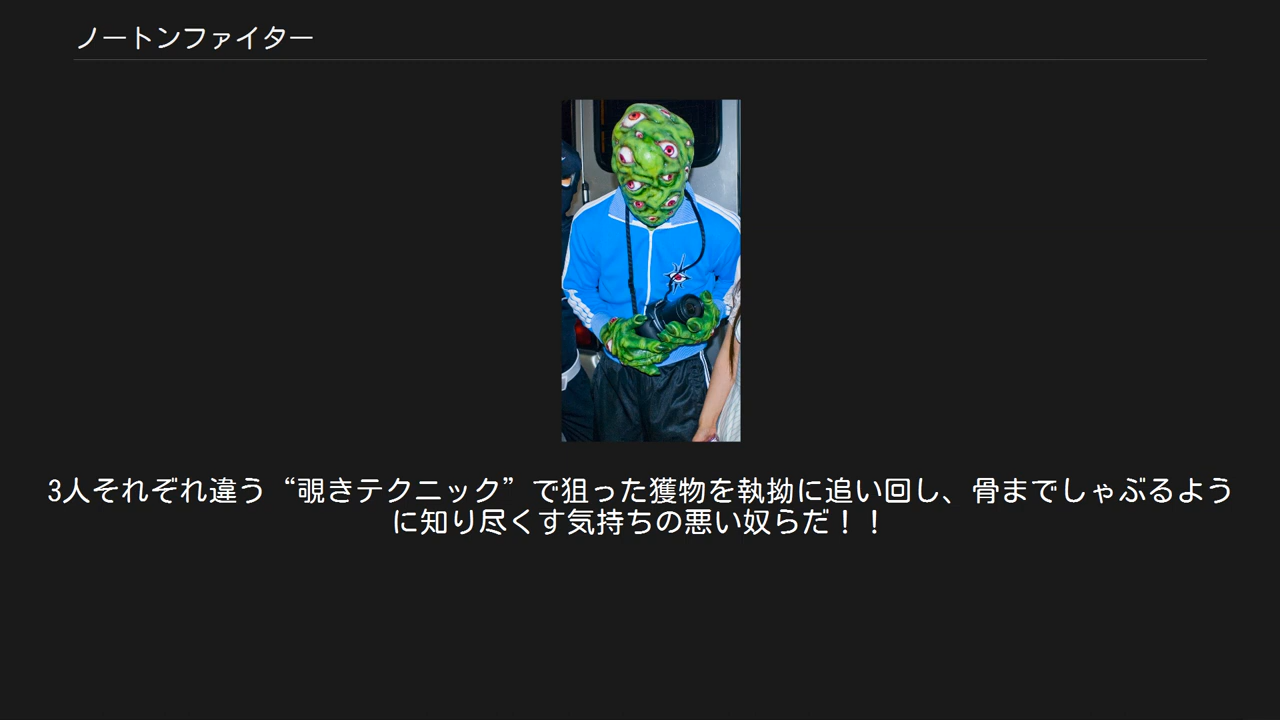 ノートンファイター
3人それぞれ違う“覗きテクニック”で狙った獲物を執拗に追い回し、骨までしゃぶるよう
に知り尽くす気持ちの悪い奴らだ！！